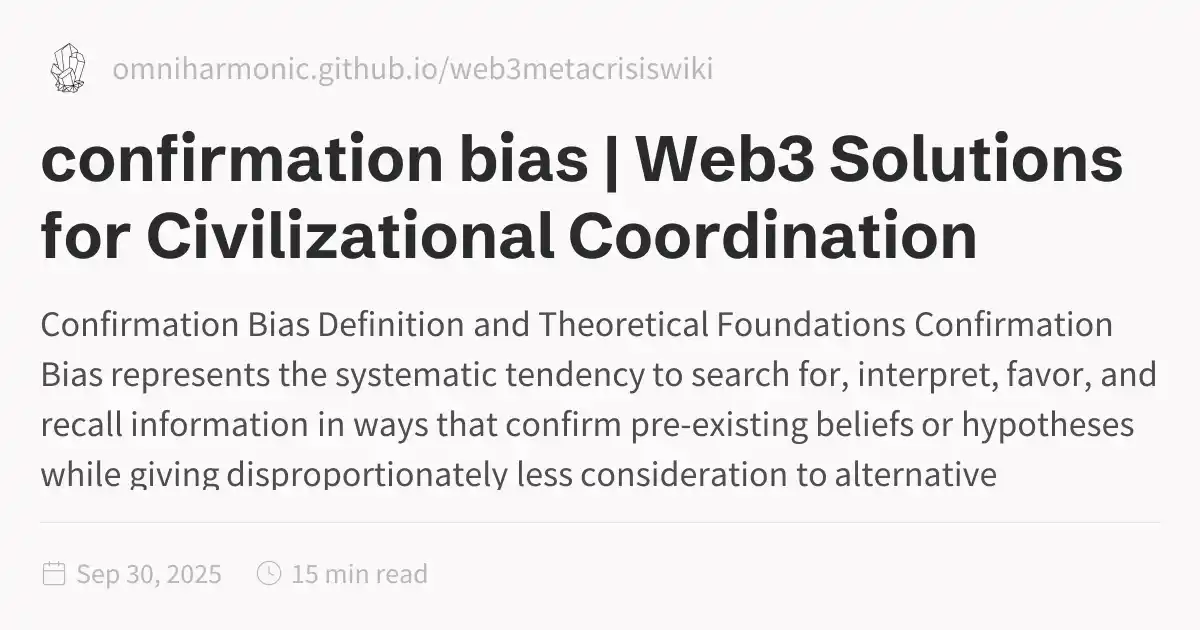 omniharmonic.github.io/web3metacrisiswiki
confirmation bias | Web3 Solutions
for Civilizational Coordination
Confirmation Bias Definition and Theoretical Foundations Confirmation
Bias represents the systematic tendency to search for, interpret, favor, and
recall information in ways that confirm pre-existing beliefs or hypotheses
while giving disproportionately less consideration to alternative
Sep 30, 2025 15 min read